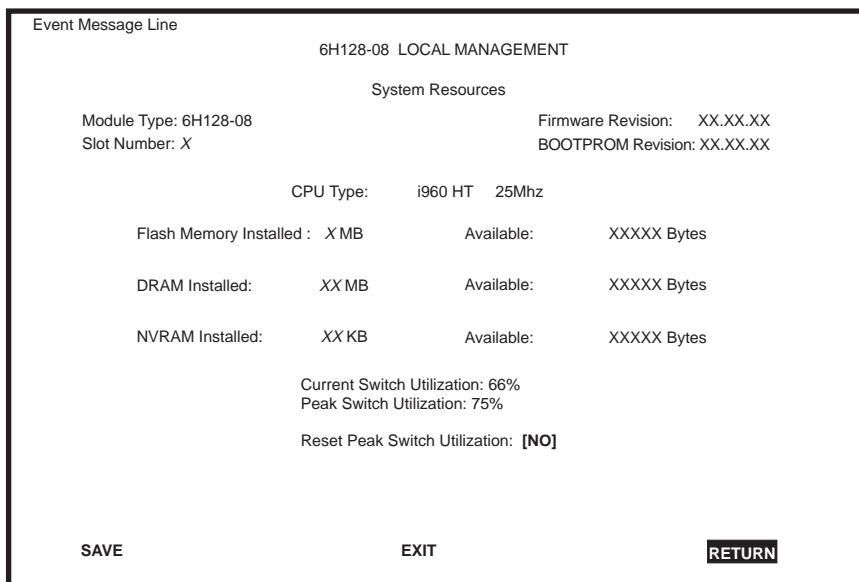 Event Message Line
6H128-08 LOCAL MANAGEMENT
System Resources
Module Type: 6H128-08 Firmware Revision: XX.XX.XX
Slot Number: X BOOTPROM Revision: XX.XX.XX
CPU Type: i960 HT 25Mhz
Flash Memory Installed : X MB Available: XXXXX Bytes
DRAM Installed: XX MB Available: XXXXX Bytes
NVRAM Installed: XX KB Available: XXXXX Bytes
Current Switch Utilization: 66%
Peak Switch Utilization: 75%
Reset Peak Switch Utilization: [NO]
SAVE EXIT RETURN